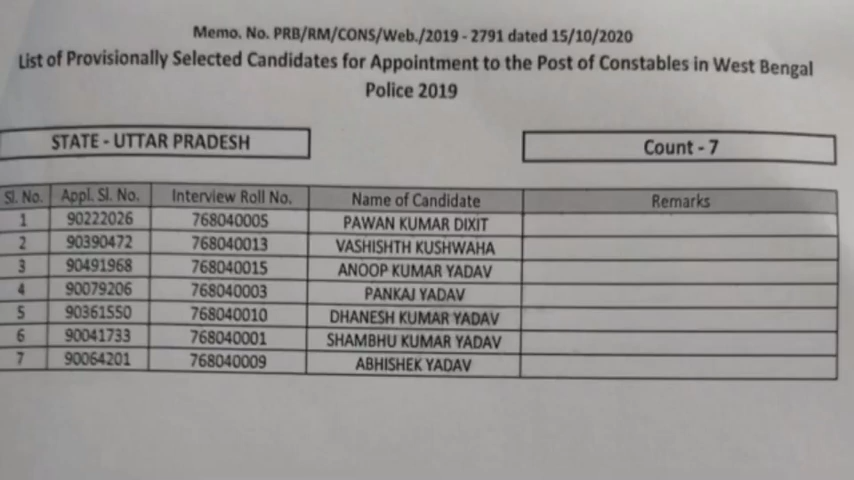 Memo. No. PRB/RM/CONS/Web./2019 - 2791 dated 15/10/2020
List of Provisionally Selected Candidates for Appointment to the Post of Constables in West Bengal
Police 2019
STATE - UTTAR PRADESH Count - 7
Sl. No. Appl. Sl. No. Interview Roll No. Name of Candidate Remarks
1 90222026 768040005 PAWAN KUMAR DIXIT
2 90390472 768040013 VASHISHTH KUSHWAHA
3 90491968 768040015 ANOOP KUMAR YADAV
4 90079206 768040003 PANKAJ YADAV
5 90361550 768040010 DHANESH KUMAR YADAV
6 90041733 768040001 SHAMBHU KUMAR YADAV
7 90064201 768040009 ABHISHEK YADAV